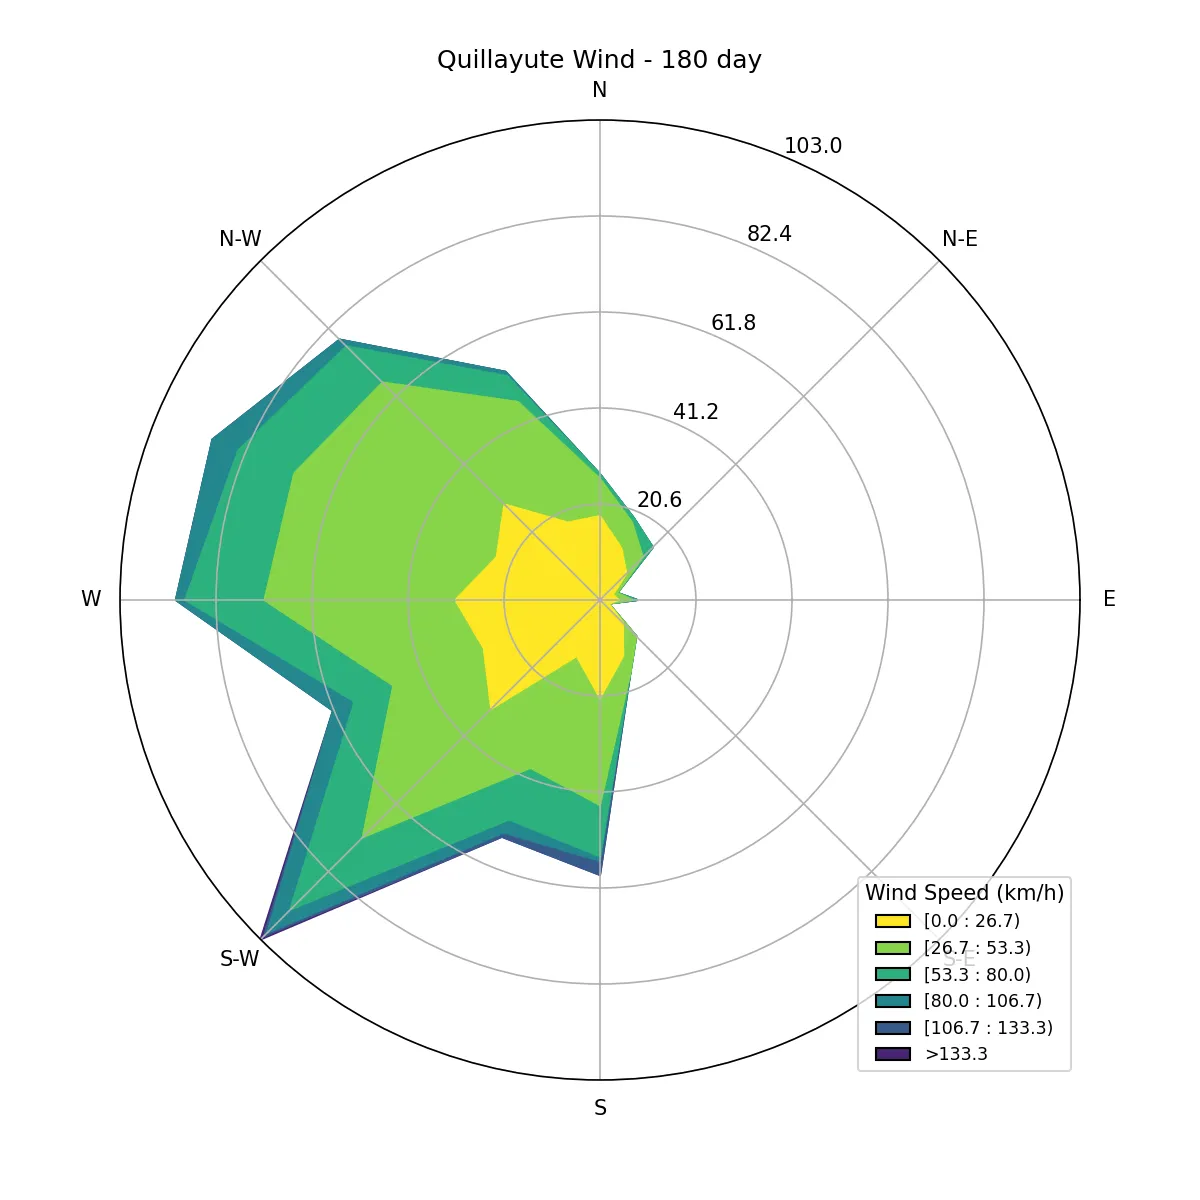 Quillayute Wind - 180 day
N
103.0
82.4
N-W
N-E
61.8
41.2
20.6
W
E
Wind Speed (km/h)
[0.0 : 26.7)
[26.7 : 53.3)
S-W
S-E
[53.3 : 80.0)
[80.0 : 106.7)
[106.7 : 133.3)
>133.3
S